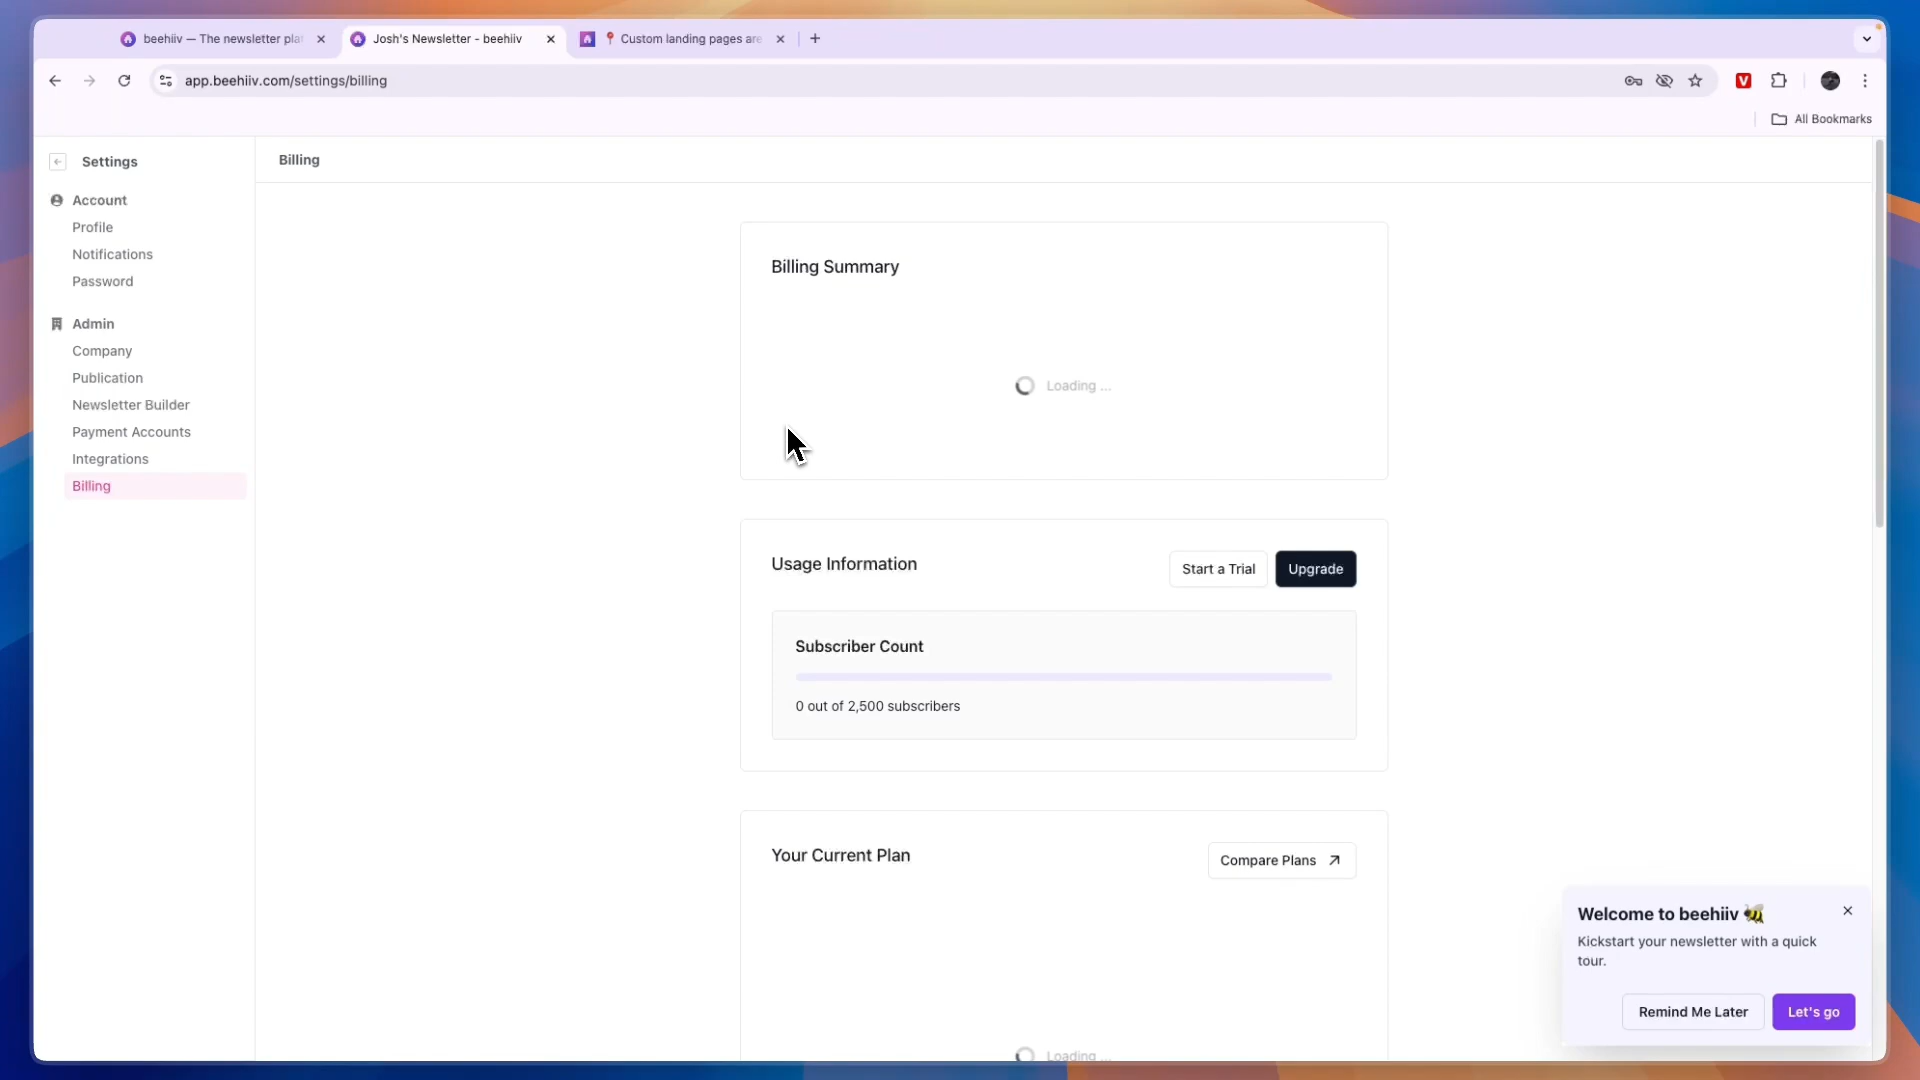 beehiiv — The newsletter pla
Josh's Newsletter - beehiiv
Custom landing pages are
app.beehiiv.com/settings/billing
All Bookmarks
Settings
Account
Profile
Notifications
Password
Admin
Company
Publication
Newsletter Builder
Payment Accounts
Integrations
Billing
Billing
Billing Summary
Loading ...
Usage Information
Start a Trial
Upgrade
Subscriber Count
0 out of 2,500 subscribers
Your Current Plan
Compare Plans
Loading ...
Welcome to beehiiv
Kickstart your newsletter with a quick
tour.
Remind Me Later
Let's go